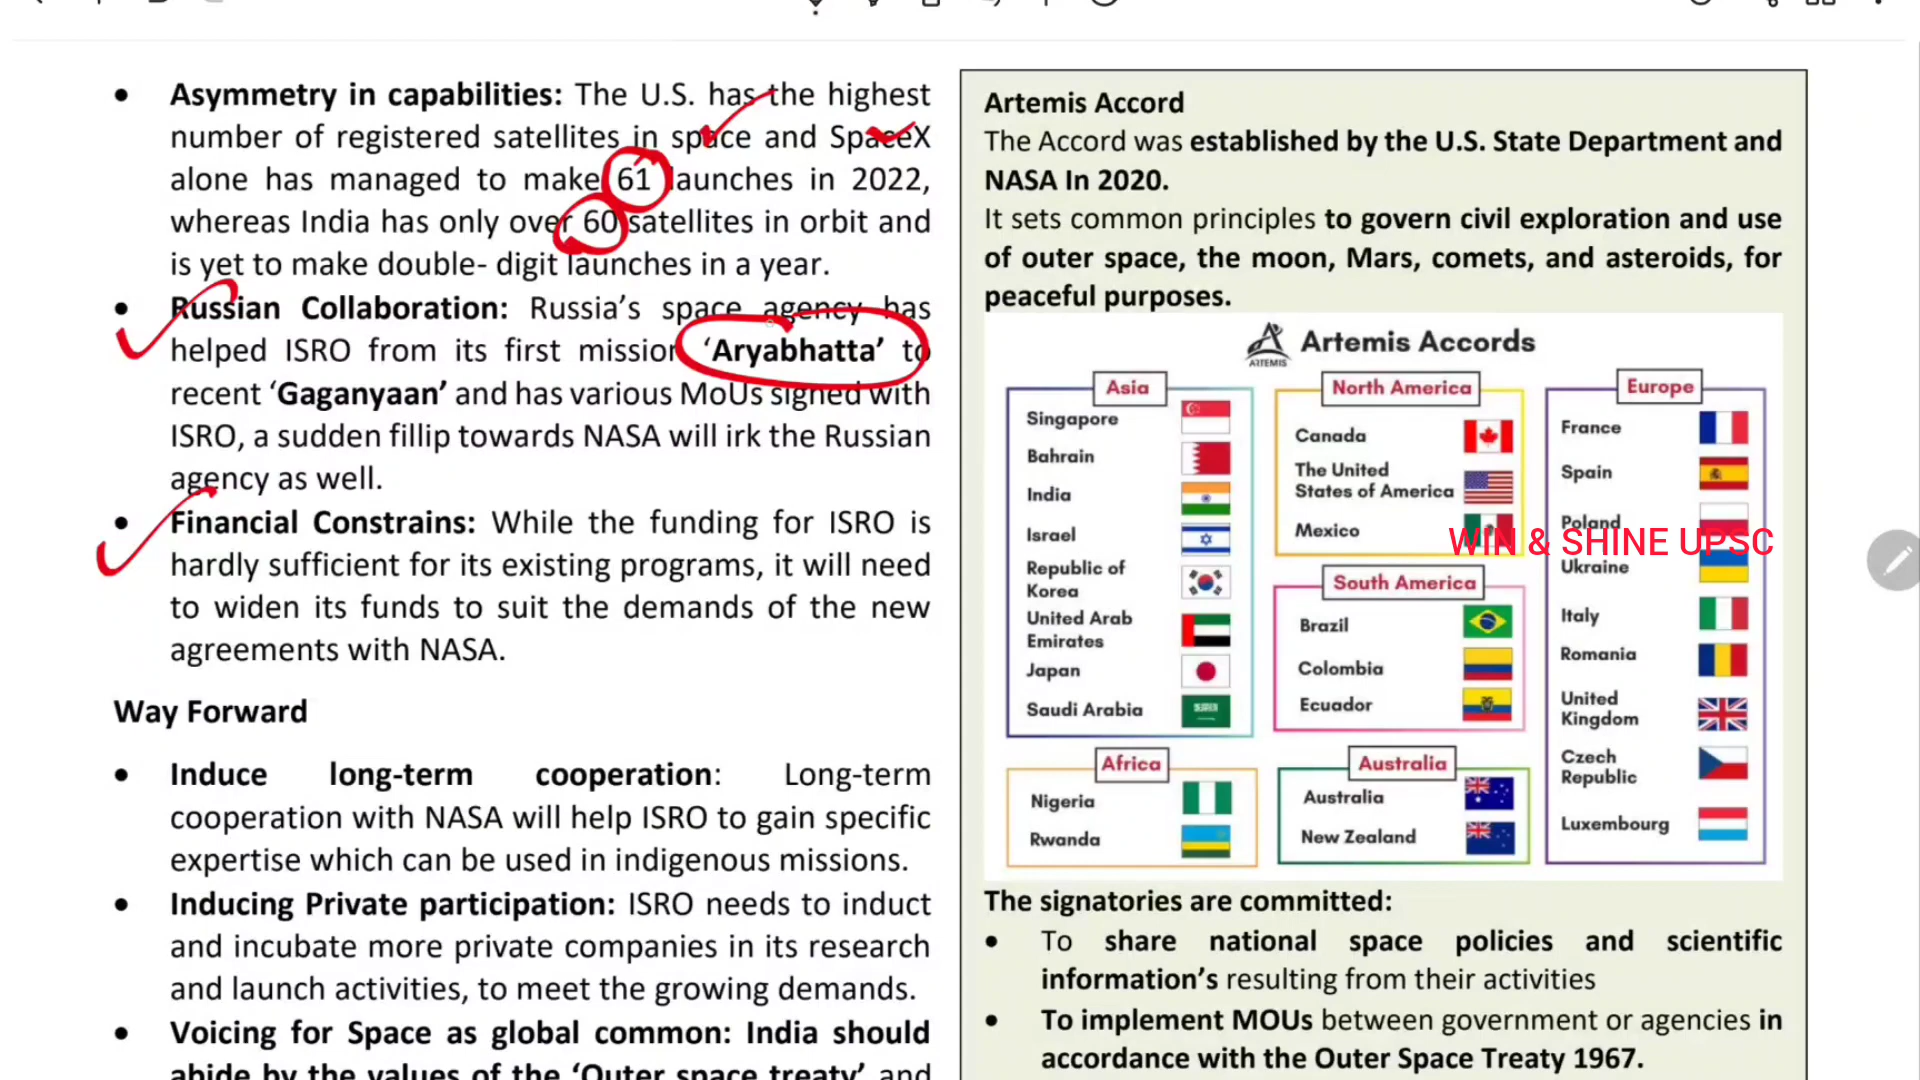 • Asymmetry in capabilities: The U.S. has the highest
number of registered satellites in space and SpaceX
alone has managed to make 61 launches in 2022,
whereas India has only over 60 satellites in orbit and
is yet to make double- digit launches in a year.
• Russian Collaboration: Russia’s space agency has
helped ISRO from its first mission ‘Aryabhatta’ to
recent ‘Gaganyaan’ and has various MoUs signed with
ISRO, a sudden fillip towards NASA will irk the Russian
agency as well.
• Financial Constrains: While the funding for ISRO is
hardly sufficient for its existing programs, it will need
to widen its funds to suit the demands of the new
agreements with NASA.
Way Forward
• Induce long-term cooperation: Long-term
cooperation with NASA will help ISRO to gain specific
expertise which can be used in indigenous missions.
• Inducing Private participation: ISRO needs to induct
and incubate more private companies in its research
and launch activities, to meet the growing demands.
• Voicing for Space as global common: India should
abide by the values of the ‘Outer space treaty’ and
Artemis Accord
The Accord was established by the U.S. State Department and
NASA In 2020.
It sets common principles to govern civil exploration and use
of outer space, the moon, Mars, comets, and asteroids, for
peaceful purposes.
ARTEMIS
Artemis Accords
Asia
Singapore
Bahrain
India
Israel
Republic of
Korea
United Arab
Emirates
Japan
Saudi Arabia
North America
Canada
The United
States of America
Mexico
South America
Brazil
Colombia
Ecuador
Europe
France
Spain
Poland
Ukraine
Italy
Romania
United
Kingdom
Czech
Republic
Luxembourg
Africa
Nigeria
Rwanda
Australia
Australia
New Zealand
WIN & SHINE UPSC
The signatories are committed:
• To share national space policies and scientific
information’s resulting from their activities
• To implement MOUs between government or agencies in
accordance with the Outer Space Treaty 1967.